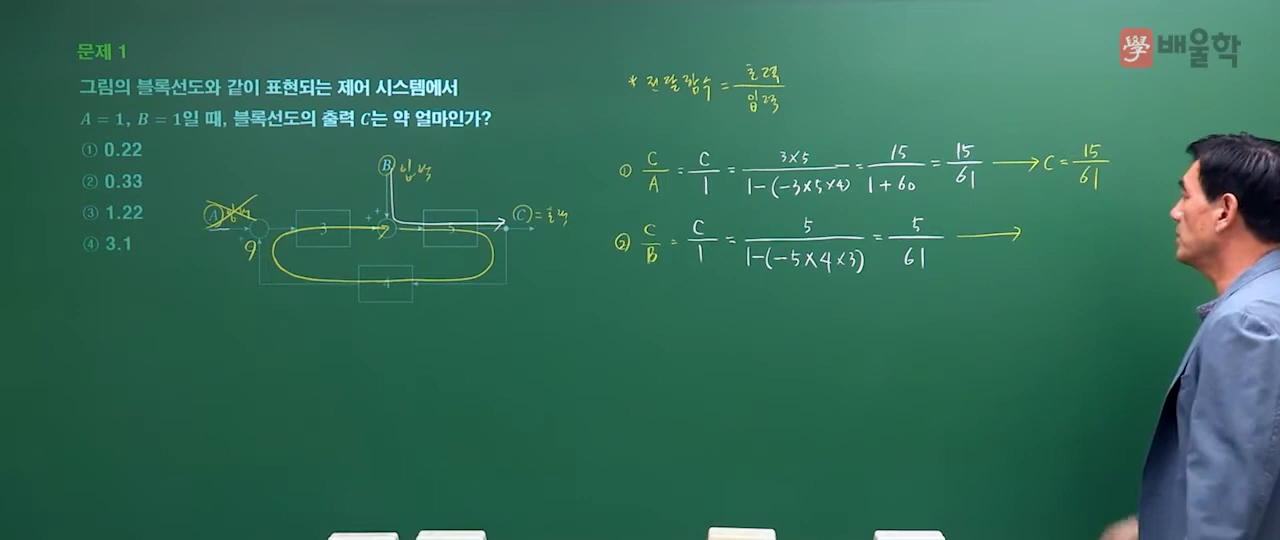 學 배울학
문제 1
그림의 블록선도와 같이 표현되는 제어 시스템에서
A = 1, B = 1일 때, 블록선도의 출력 C는 약 얼마인가?
① 0.22
② 0.33
③ 1.22
④ 3.1
B 입력
A 입력
3
5
C = 출력
4
* 전달함수 = 출력/입력
① C/A = C/1 = 3×5/1-(-3×5×4) = 15/1+60 = 15/61 → C = 15/61
② C/B = C/1 = 5/1-(-5×4×3) = 5/61 →